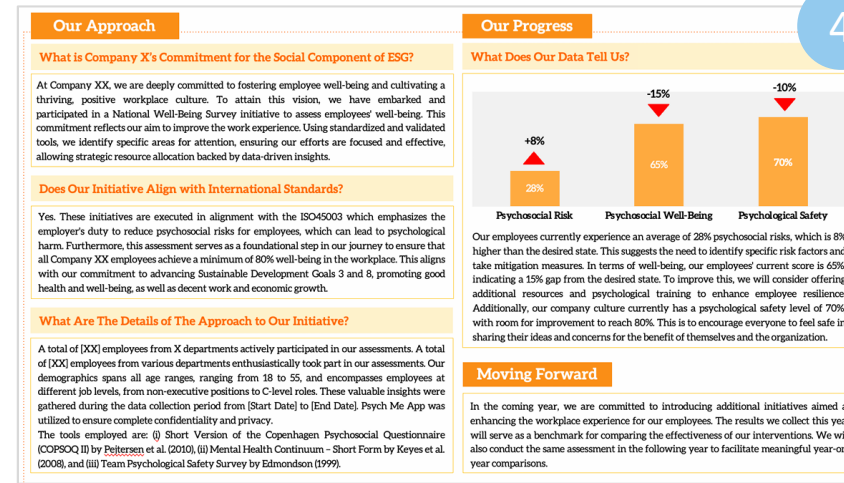 Our Approach
What is Company X's Commitment for the Social Component of ESG?
At Company XX, we are deeply committed to fostering employee well-being and cultivating a
thriving, positive workplace culture. To attain this vision, we have embarked and
participated in a National Well-Being Survey initiative to assess employees' well-being. This
commitment reflects our aim to improve the work experience. Using standardized and validated
tools, we identify specific areas for attention, ensuring our efforts are focused and effective,
allowing strategic resource allocation backed by data-driven insights.
Does Our Initiative Align with International Standards?
Yes. These initiatives are executed in alignment with the ISO45003 which emphasizes the
employer's duty to reduce psychosocial risks for employees, which can lead to psychological
harm. Furthermore, this assessment serves as a foundational step in our journey to ensure that
all Company XX employees achieve a minimum of 80% well-being in the workplace. This aligns
with our commitment to advancing Sustainable Development Goals 3 and 8, promoting good
health and well-being, as well as decent work and economic growth.
What Are The Details of The Approach to Our Initiative?
A total of [XX] employees from X departments actively participated in our assessments. A total
of [XX] employees from various departments enthusiastically took part in our assessments. Our
demographics spans all age ranges, ranging from 18 to 55, and encompasses employees at
different job levels, from non-executive positions to C-level roles. These valuable insights were
gathered during the data collection period from [Start Date] to [End Date]. Psych Me App was
utilized to ensure complete confidentiality and privacy.
The tools employed are: (i) Short Version of the Copenhagen Psychosocial Questionnaire
(COPSOQ II) by Pejtersen et al. (2010), (ii) Mental Health Continuum – Short Form by Keyes et al.
(2008), and (iii) Team Psychological Safety Survey by Edmondson (1999).
Our Progress
4
What Does Our Data Tell Us?
+8%
-15%
-10%
28%
65%
70%
Psychosocial Risk
Psychosocial Well-Being
Psychological Safety
Our employees currently experience an average of 28% psychosocial risks, which is 8%
higher than the desired state. This suggests the need to identify specific risk factors and
take mitigation measures. In terms of well-being, our employees' current score is 65%
indicating a 15% gap from the desired state. To improve this, we will consider offering
additional resources and psychological training to enhance employee resilience
Additionally, our company culture currently has a psychological safety level of 70%
with room for improvement to reach 80%. This is to encourage everyone to feel safe in
sharing their ideas and concerns for the benefit of themselves and the organization.
Moving Forward
In the coming year, we are committed to introducing additional initiatives aimed
enhancing the workplace experience for our employees. The results we collect this
will serve as a benchmark for comparing the effectiveness of our interventions. We
also conduct the same assessment in the following year to facilitate meaningful
year comparisons.